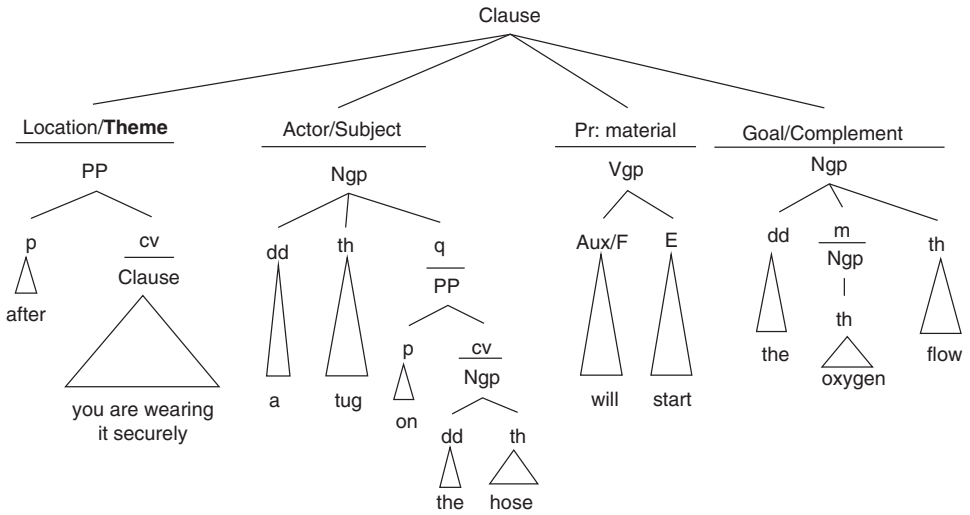 Clause
Location/Theme
Actor/Subject
Pr: material
Goal/Complement
PP
Ngp
Vgp
Ngp
p
cv
dd
th
q
Aux/F
E
dd
m
th
Clause
PP
Ngp
after
p
cv
th
the
flow
Ngp
oxygen
you are wearing
it securely
a
tug
on
will
start
dd
th
the
hose